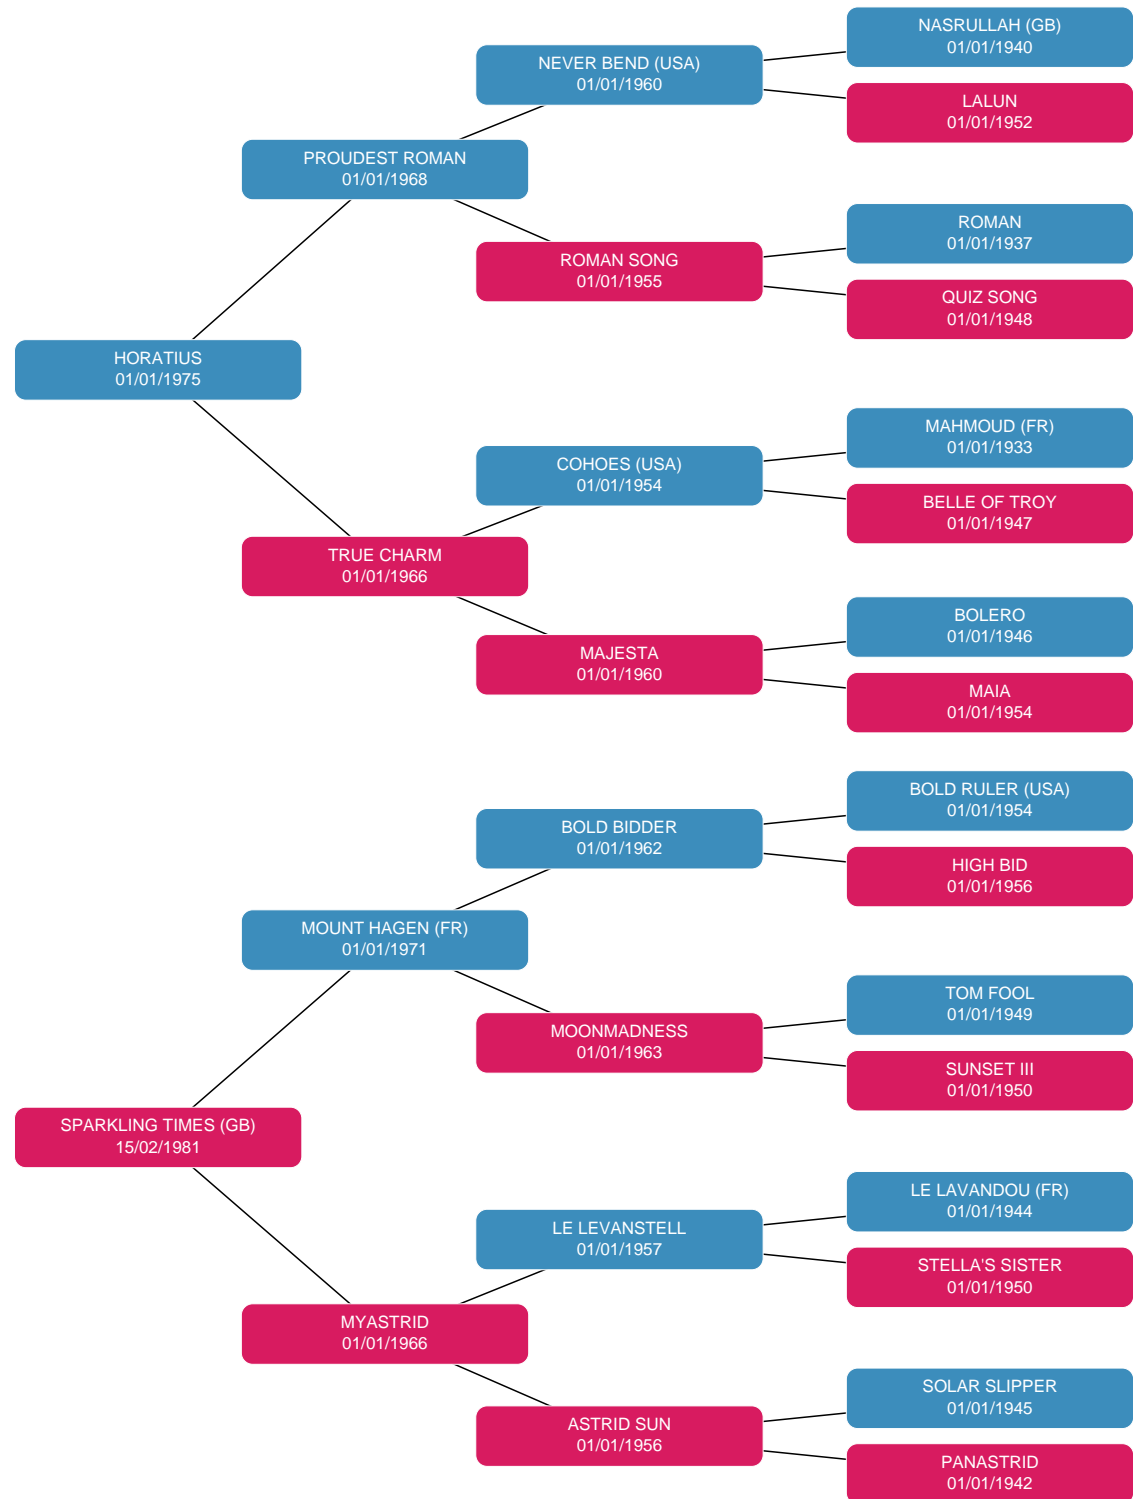 NASRULLAH (GB)
01/01/1940
NEVER BEND (USA)
01/01/1960
LALUN
01/01/1952
PROUDEST ROMAN
01/01/1968
ROMAN
01/01/1937
ROMAN SONG
01/01/1955
QUIZ SONG
01/01/1948
HORATIUS
01/01/1975
MAHMOUD (FR)
01/01/1933
COHOES (USA)
01/01/1954
BELLE OF TROY
01/01/1947
TRUE CHARM
01/01/1966
BOLERO
01/01/1946
MAJESTA
01/01/1960
MAIA
01/01/1954
BOLD RULER (USA)
01/01/1954
BOLD BIDDER
01/01/1962
HIGH BID
01/01/1956
MOUNT HAGEN (FR)
01/01/1971
TOM FOOL
01/01/1949
MOONMADNESS
01/01/1963
SUNSET III
01/01/1950
SPARKLING TIMES (GB)
15/02/1981
LE LAVANDOU (FR)
01/01/1944
LE LEVANSTELL
01/01/1957
STELLA'S SISTER
01/01/1950
MYASTRID
01/01/1966
SOLAR SLIPPER
01/01/1945
ASTRID SUN
01/01/1956
PANASTRID
01/01/1942